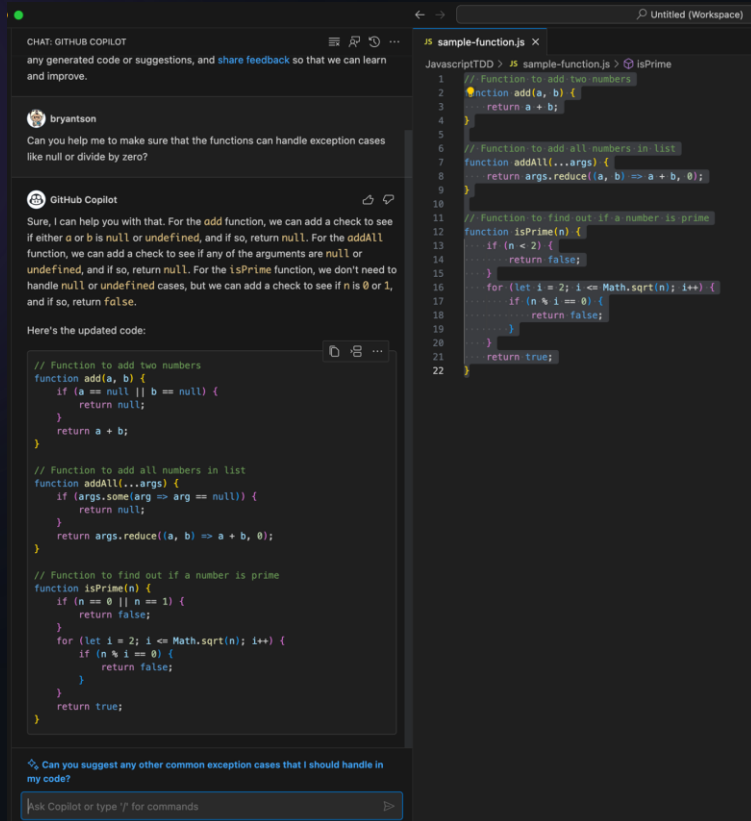 Untitled (Workspace)
CHAT: GITHUB COPILOT
any generated code or suggestions, and share feedback so that we can learn
and improve.
bryantson
Can you help me to make sure that the functions can handle exception cases
like null or divide by zero?
GitHub Copilot
Sure, I can help you with that. For the add function, we can add a check to see
if either a or b is null or undefined, and if so, return null. For the addAll
function, we can add a check to see if any of the arguments are null or
undefined, and if so, return null. For the isPrime function, we don't need to
handle null or undefined cases, but we can add a check to see if n is 0 or 1,
and if so, return false.
Here's the updated code:
// Function to add two numbers
function add(a, b) {
    if (a == null || b == null) {
        return null;
    }
    return a + b;
}
// Function to add all numbers in list
function addAll(...args) {
    if (args.some(arg => arg == null)) {
        return null;
    }
    return args.reduce((a, b) => a + b, 0);
}
// Function to find out if a number is prime
function isPrime(n) {
    if (n == 0 || n == 1) {
        return false;
    }
    for (let i = 2; i <= Math.sqrt(n); i++) {
        if (n % i == 0) {
            return false;
        }
    }
    return true;
}
Can you suggest any other common exception cases that I should handle in
my code?
Ask Copilot or type '/' for commands
JS sample-function.js
JavascriptTDD > JS sample-function.js > isPrime
1 // Function to add two numbers
2 nction add(a, b) {
3     return a + b;
4 }
5
6 // Function to add all numbers in list
7 function addAll(...args) {
8     return args.reduce((a, b) => a + b, 0);
9 }
10
11 // Function to find out if a number is prime
12 function isPrime(n) {
13     if (n < 2) {
14         return false;
15     }
16     for (let i = 2; i <= Math.sqrt(n); i++) {
17         if (n % i == 0) {
18             return false;
19         }
20     }
21     return true;
22 }